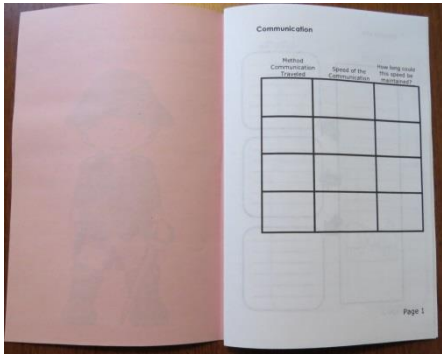 Communication
Method
Communication
Traveled
Speed of the
Communication
How long could
this speed be
maintained?
Page 1